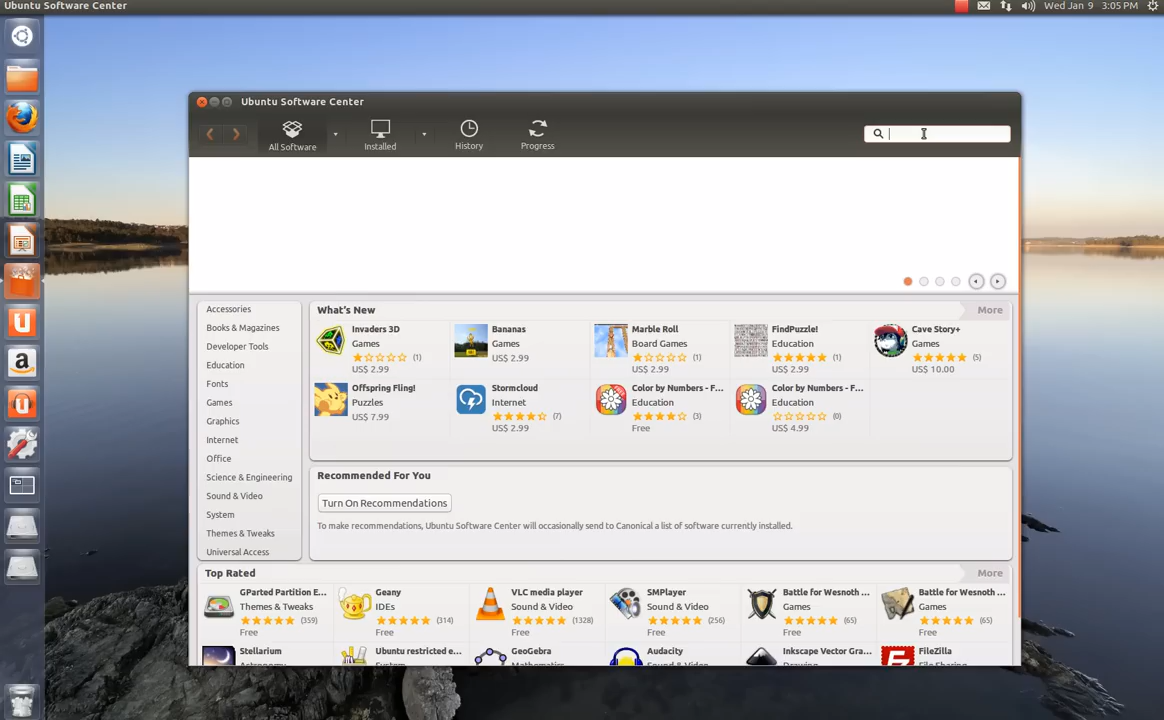 Ubuntu Software Center
Wed Jan 9 3:05 PM
Ubuntu Software Center
All Software
Installed
History
Progress
Accessories
Books & Magazines
Developer Tools
Education
Fonts
Games
Graphics
Internet
Office
Science & Engineering
Sound & Video
System
Themes & Tweaks
Universal Access
What's New
More
Invaders 3D
Games
(1)
US$ 2.99
Bananas
Games
US$ 2.99
Marble Roll
Board Games
(1)
US$ 2.99
FindPuzzle!
Education
(1)
US$ 2.99
Cave Story+
Games
(5)
US$ 10.00
Offspring Fling!
Puzzles
US$ 7.99
Stormcloud
Internet
(7)
US$ 2.99
Color by Numbers - F...
Education
(3)
Free
Color by Numbers - F...
Education
(0)
US$ 4.99
Recommended For You
Turn On Recommendations
To make recommendations, Ubuntu Software Center will occasionally send to Canonical a list of software currently installed.
Top Rated
More
GParted Partition E...
Themes & Tweaks
(359)
Free
Geany
IDEs
(314)
Free
VLC media player
Sound & Video
(1328)
Free
SMPlayer
Sound & Video
(256)
Free
Battle for Wesnoth ...
Games
(65)
Free
Battle for Wesnoth ...
Games
(65)
Free
Stellarium
Ubuntu restricted e...
GeoGebra
Audacity
Inkscape Vector Gra...
FileZilla